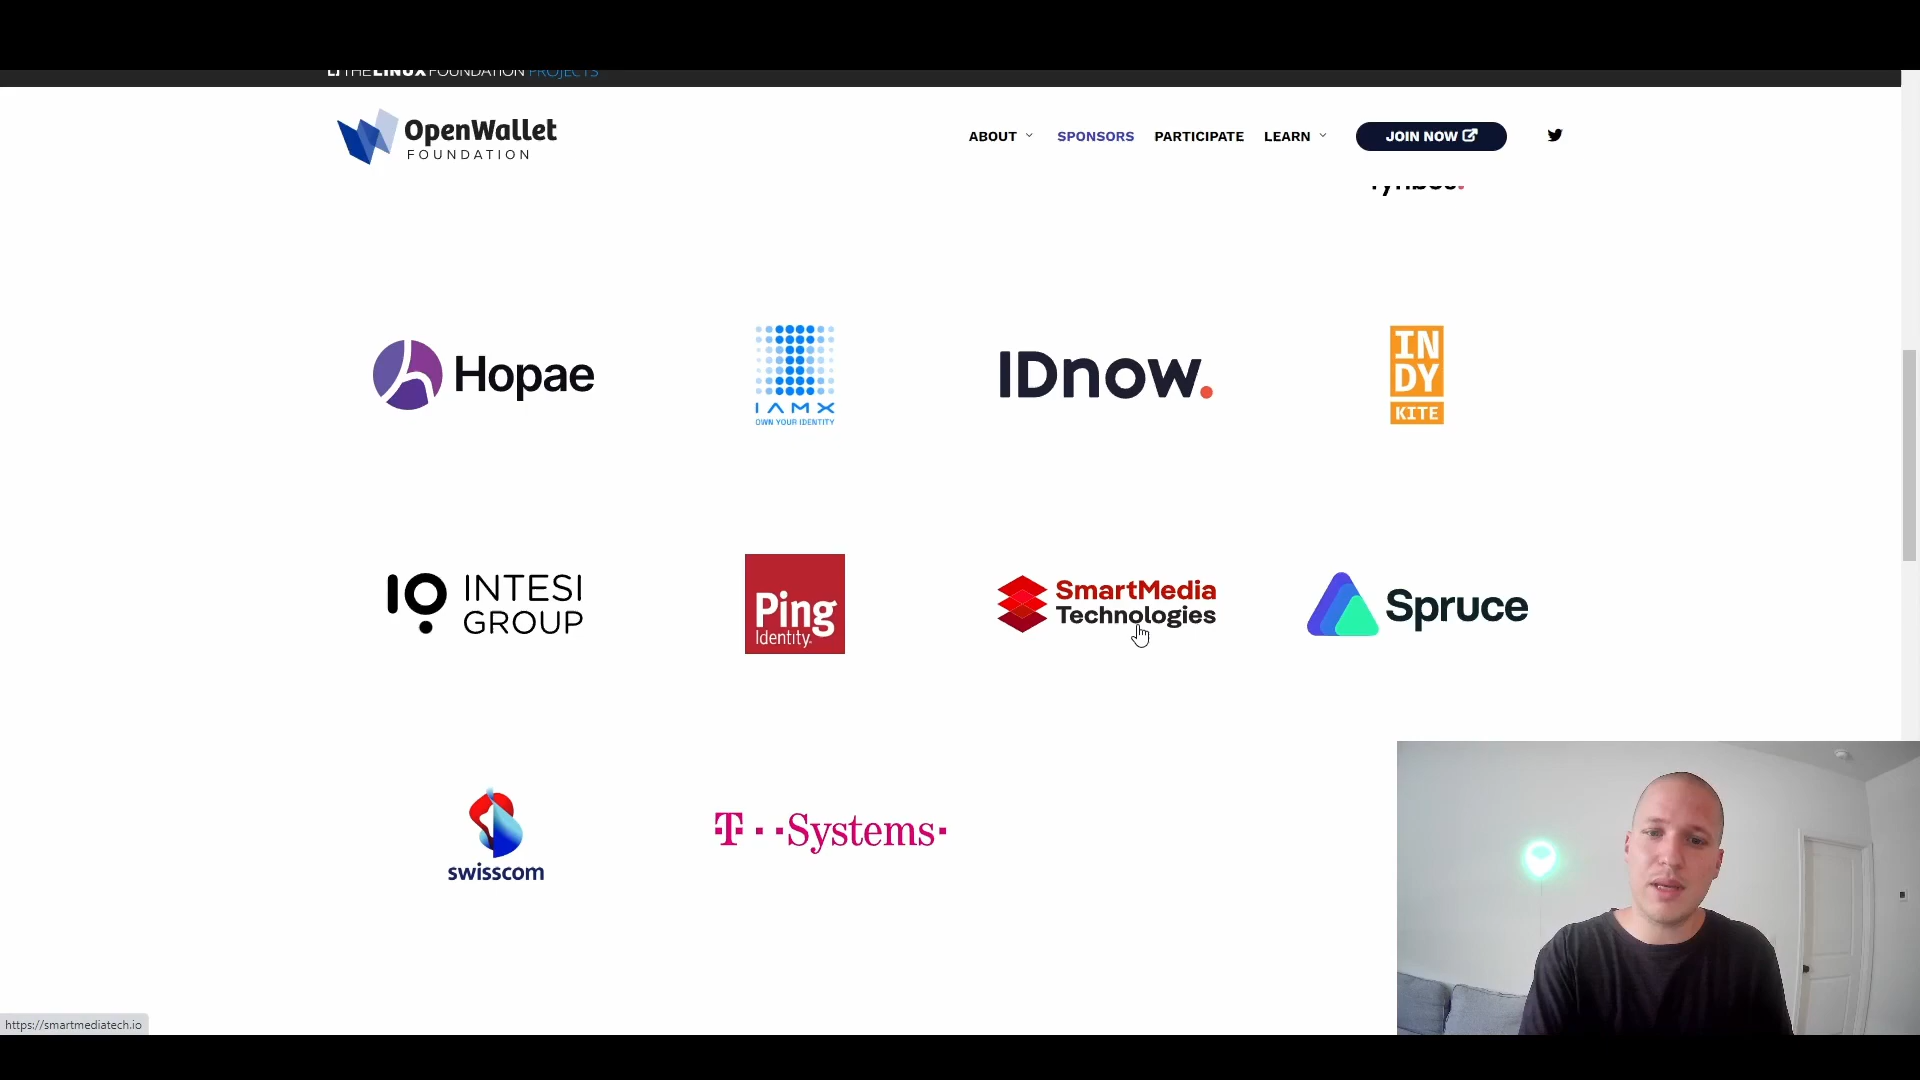 THE LINUX FOUNDATION PROJECTS
OpenWallet
FOUNDATION
ABOUT
SPONSORS
PARTICIPATE
LEARN
JOIN NOW
Hopae
IAMX
OWN YOUR IDENTITY
IDnow.
IN
DY
KITE
INTESI
GROUP
Ping
Identity.
SmartMedia
Technologies
Spruce
swisscom
T··Systems·
https://smartmediatech.io